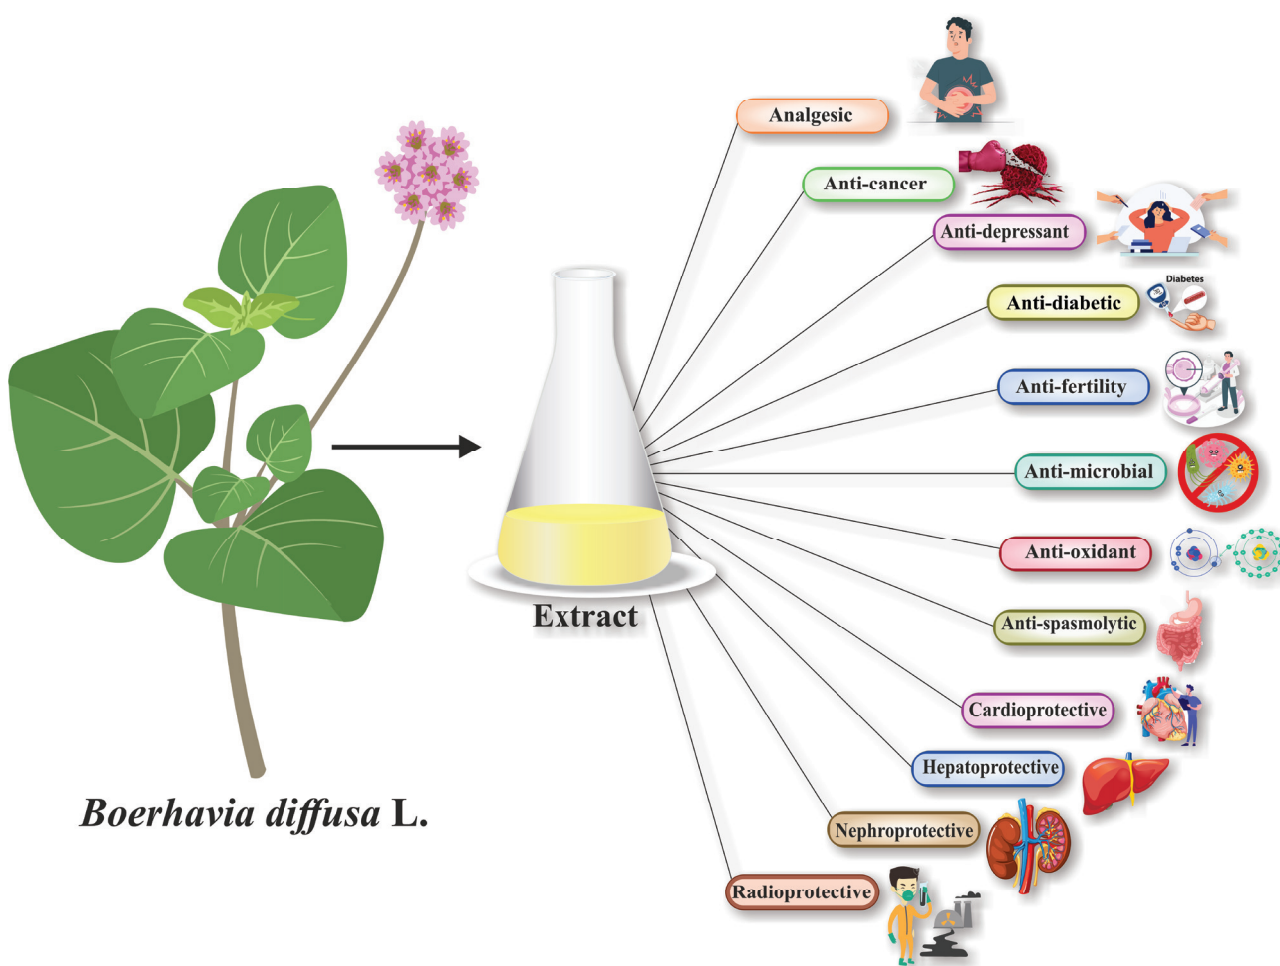 Analgesic
Anti-cancer
Anti-depressant
Diabetes
Anti-diabetic
Anti-fertility
Anti-microbial
Anti-oxidant
Extract
Anti-spasmolytic
Cardioprotective
Hepatoprotective
Boerhavia diffusa L.
Nephroprotective
Radioprotective